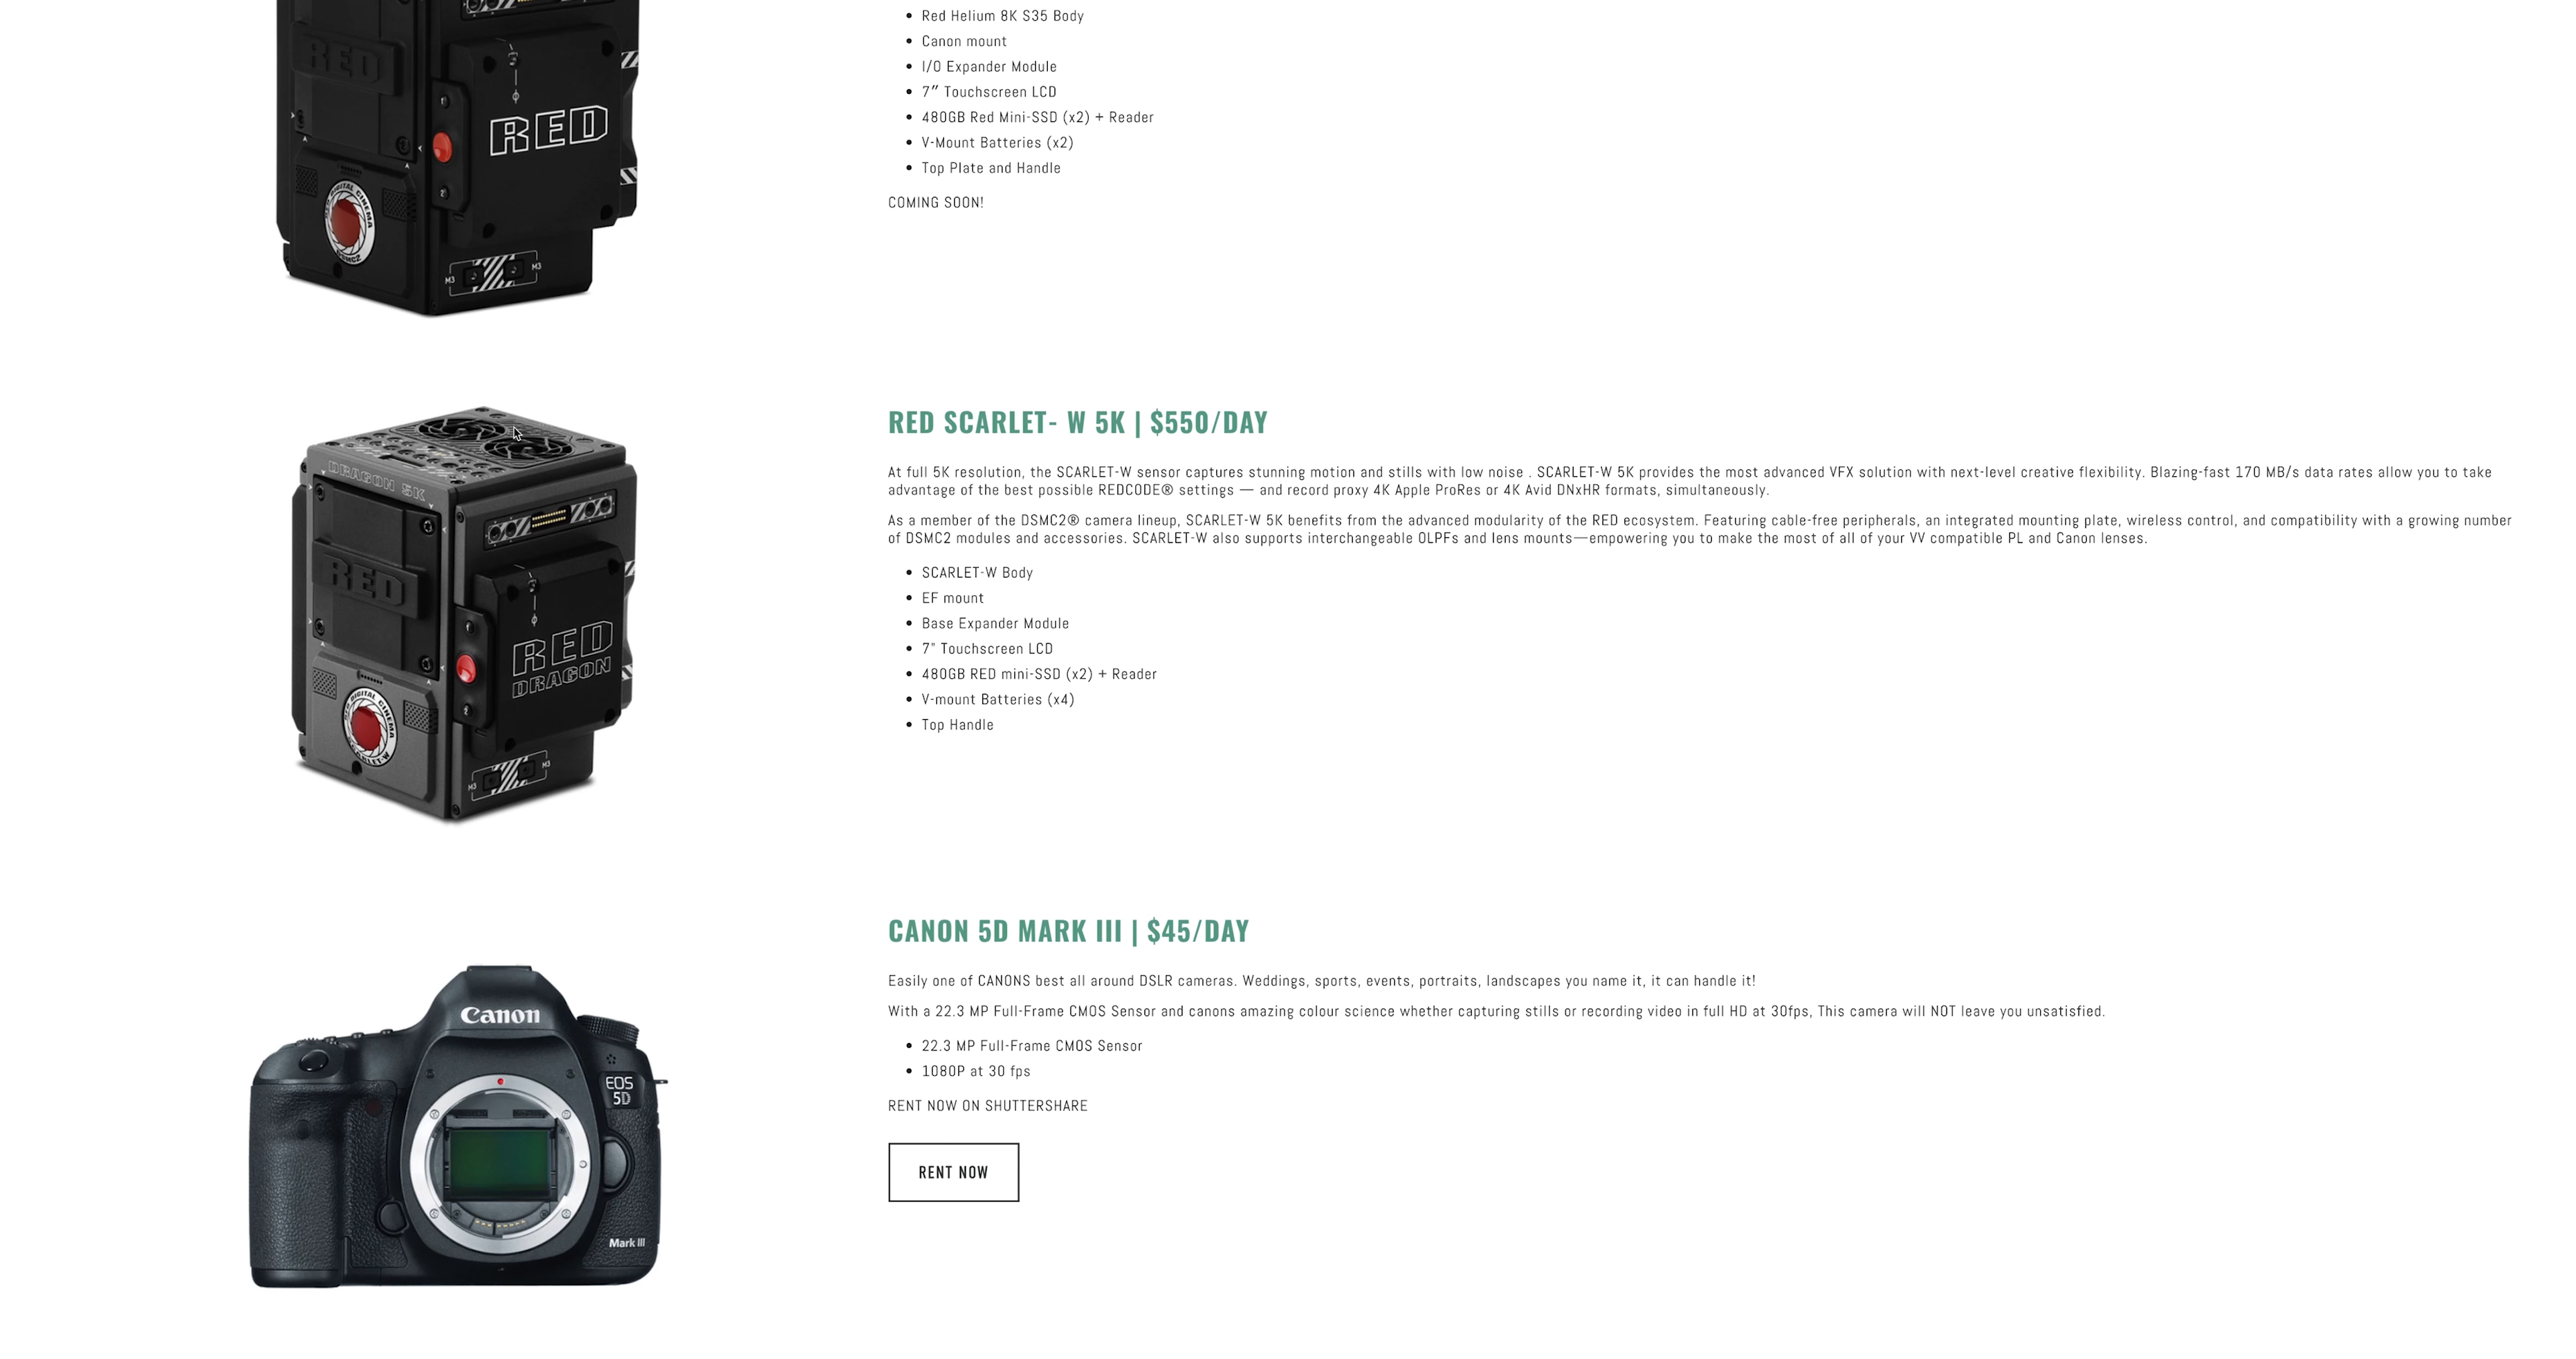 Red Helium 8K S35 Body
Canon mount
I/O Expander Module
7″ Touchscreen LCD
480GB Red Mini-SSD (x2) + Reader
V-Mount Batteries (x2)
Top Plate and Handle
COMING SOON!
RED
RED
DIGITAL CINEMA
DSMC2
M3
M3
RED SCARLET- W 5K | $550/DAY
At full 5K resolution, the SCARLET-W sensor captures stunning motion and stills with low noise . SCARLET-W 5K provides the most advanced VFX solution with next-level creative flexibility. Blazing-fast 170 MB/s data rates allow you to take
advantage of the best possible REDCODE® settings — and record proxy 4K Apple ProRes or 4K Avid DNxHR formats, simultaneously.
As a member of the DSMC2® camera lineup, SCARLET-W 5K benefits from the advanced modularity of the RED ecosystem. Featuring cable-free peripherals, an integrated mounting plate, wireless control, and compatibility with a growing number
of DSMC2 modules and accessories. SCARLET-W also supports interchangeable OLPFs and lens mounts—empowering you to make the most of all of your VV compatible PL and Canon lenses.
SCARLET-W Body
EF mount
Base Expander Module
7" Touchscreen LCD
480GB RED mini-SSD (x2) + Reader
V-mount Batteries (x4)
Top Handle
DRAGON 5K
RED
RED
DRAGON
RED DIGITAL CINEMA
SCARLET-W
M3
M3
CANON 5D MARK III | $45/DAY
Easily one of CANONS best all around DSLR cameras. Weddings, sports, events, portraits, landscapes you name it, it can handle it!
With a 22.3 MP Full-Frame CMOS Sensor and canons amazing colour science whether capturing stills or recording video in full HD at 30fps, This camera will NOT leave you unsatisfied.
22.3 MP Full-Frame CMOS Sensor
1080P at 30 fps
RENT NOW ON SHUTTERSHARE
RENT NOW
Canon
EOS
5D
Mark III